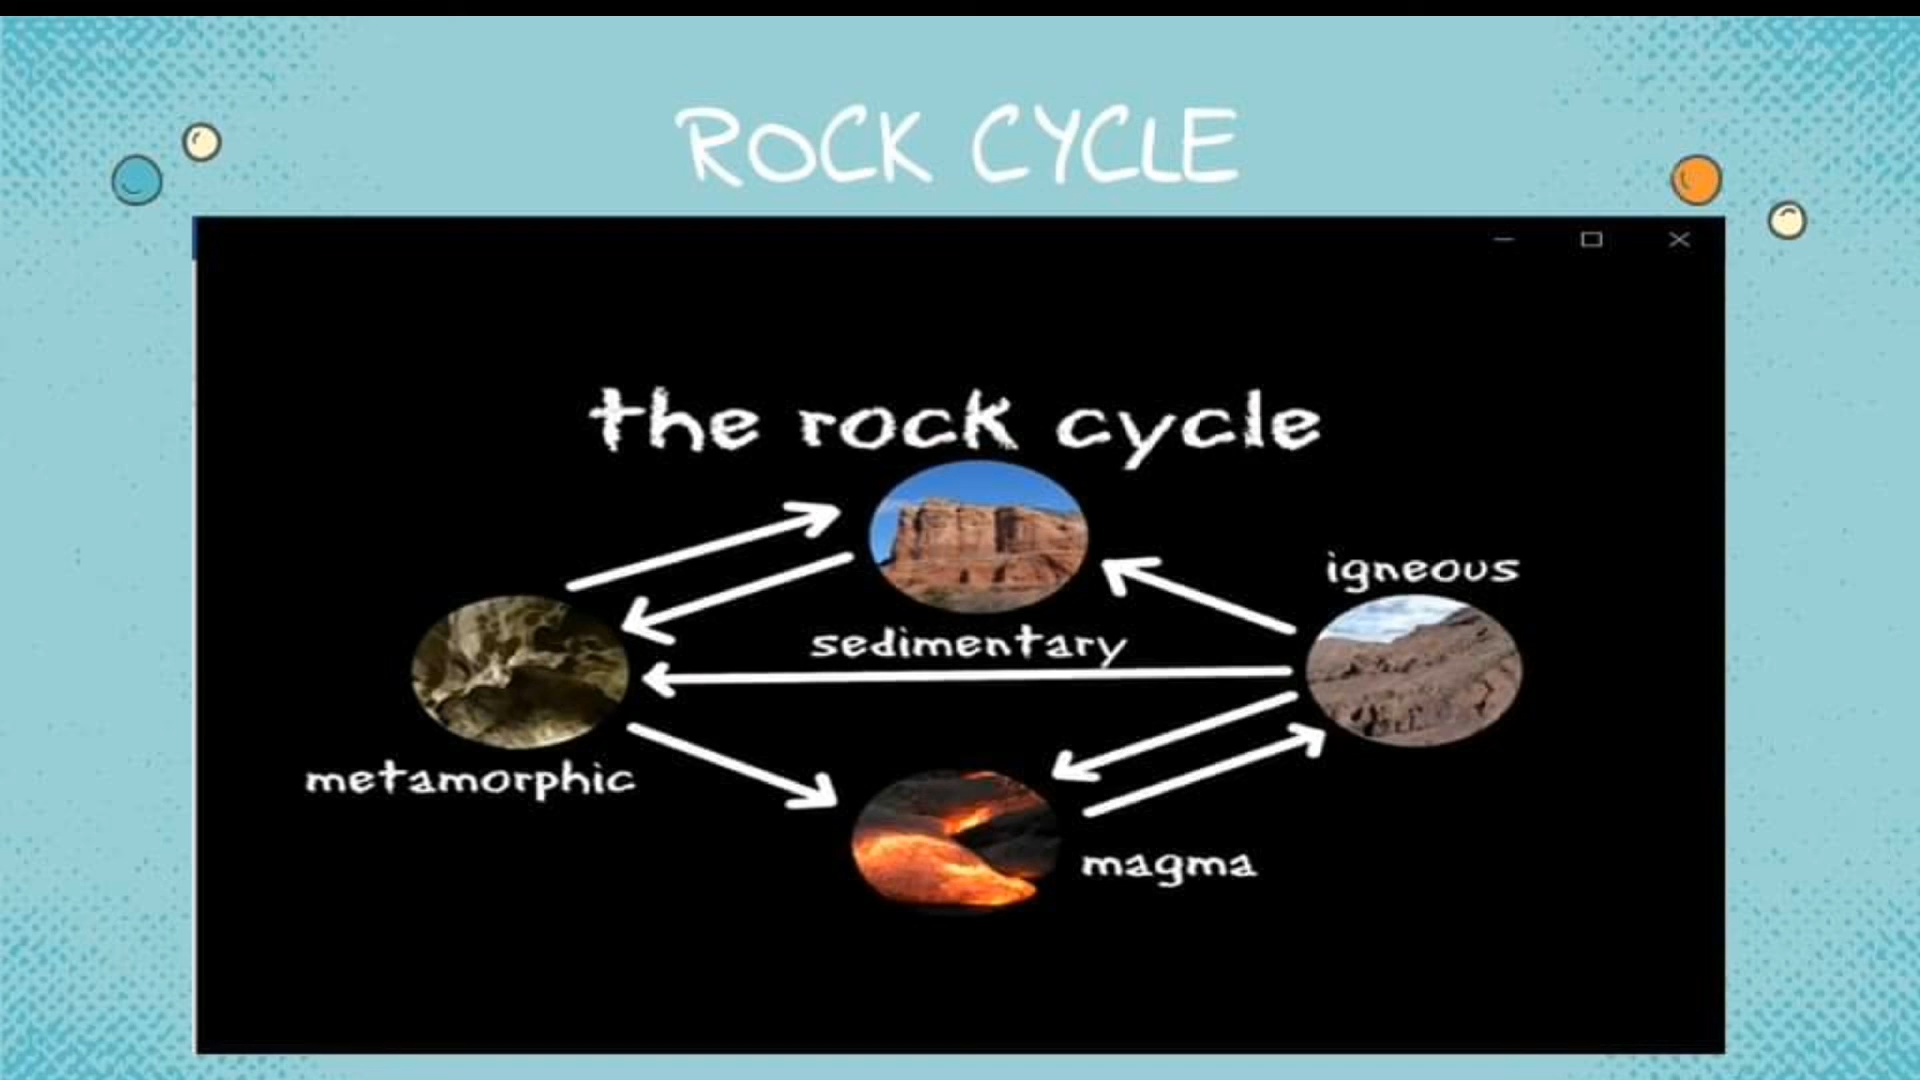 ROCK CYCLE
the rock cycle
igneous
sedimentary
metamorphic
magma